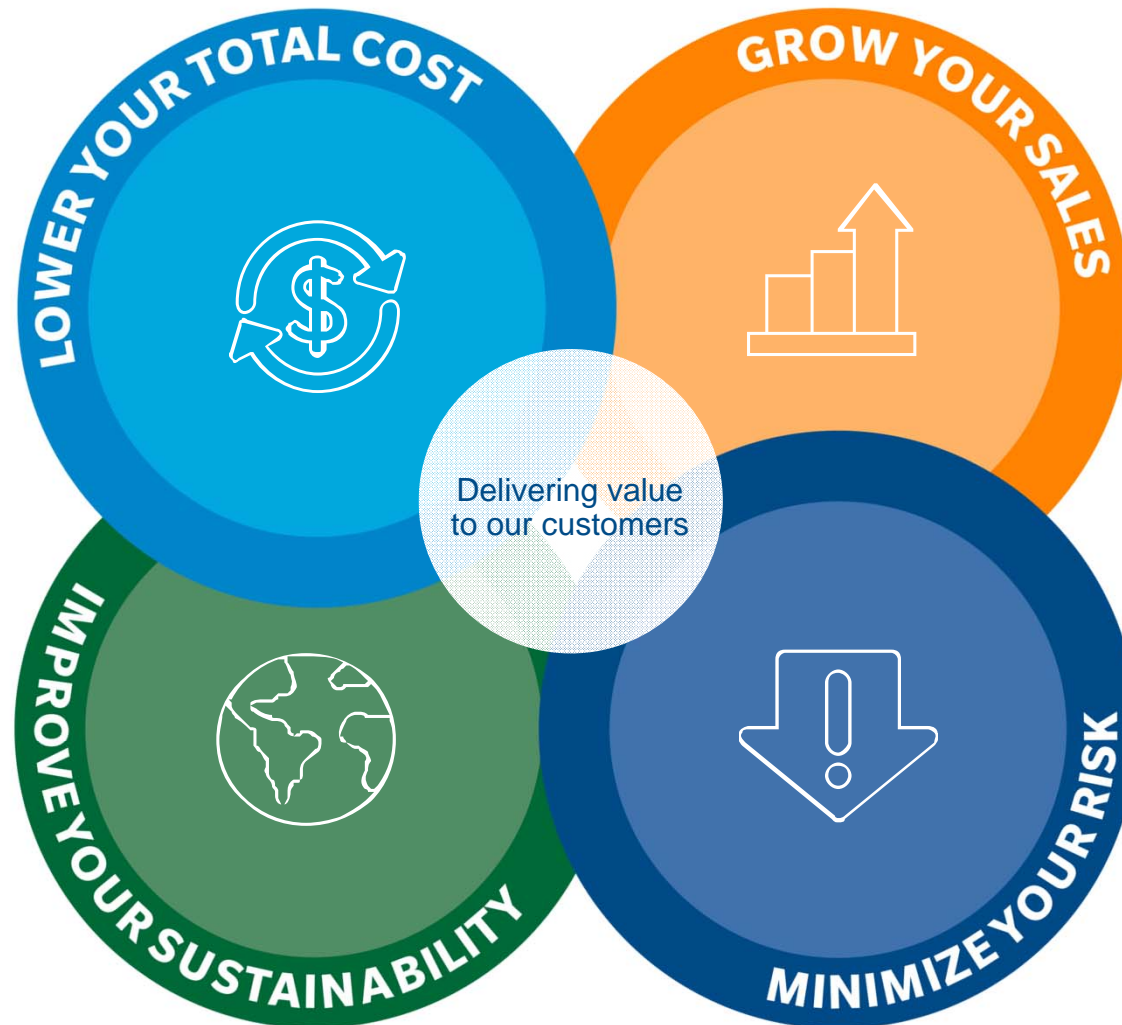 LOWER YOUR TOTAL COST
GROW YOUR SALES
Delivering value
to our customers
IMPROVE YOUR SUSTAINABILITY
MINIMIZE YOUR RISK